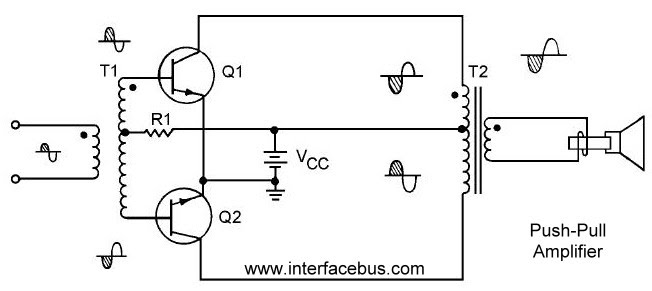 T1
Q1
T2
R1
VCC
Q2
Push-Pull
Amplifier
www.interfacebus.com